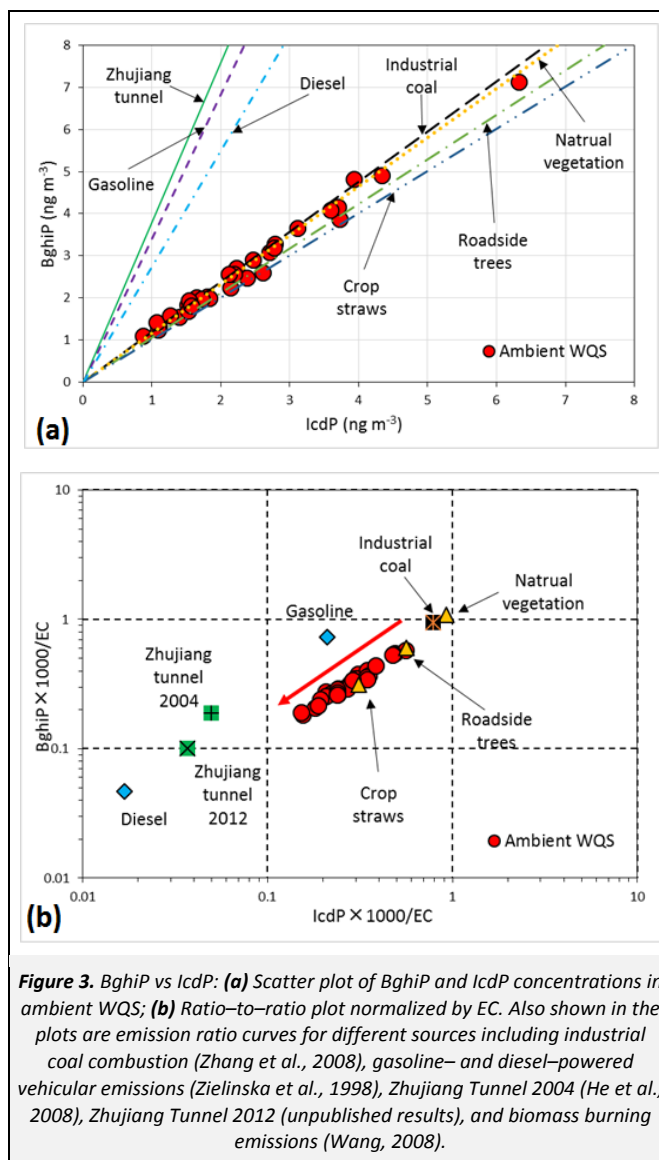 (a)
Zhujiang
tunnel
Gasoline
Diesel
Industrial
coal
Natrual
vegetation
Roadside
trees
Crop
straws
Ambient WQS
BghiP (ng m⁻³)
8
7
6
5
4
3
2
1
0
0 1 2 3 4 5 6 7 8
IcdP (ng m⁻³)
(b)
Industrial
coal
Natrual
vegetation
Gasoline
Zhujiang
tunnel
2004
Roadside
trees
Zhujiang
tunnel
2012
Diesel
Crop
straws
Ambient WQS
BghiP × 1000/EC
10
1
0.1
0.01
0.01 0.1 1 10
IcdP × 1000/EC
Figure 3. BghiP vs IcdP: (a) Scatter plot of BghiP and IcdP concentrations in
ambient WQS; (b) Ratio–to–ratio plot normalized by EC. Also shown in the
plots are emission ratio curves for different sources including industrial
coal combustion (Zhang et al., 2008), gasoline– and diesel–powered
vehicular emissions (Zielinska et al., 1998), Zhujiang Tunnel 2004 (He et al.,
2008), Zhujiang Tunnel 2012 (unpublished results), and biomass burning
emissions (Wang, 2008).